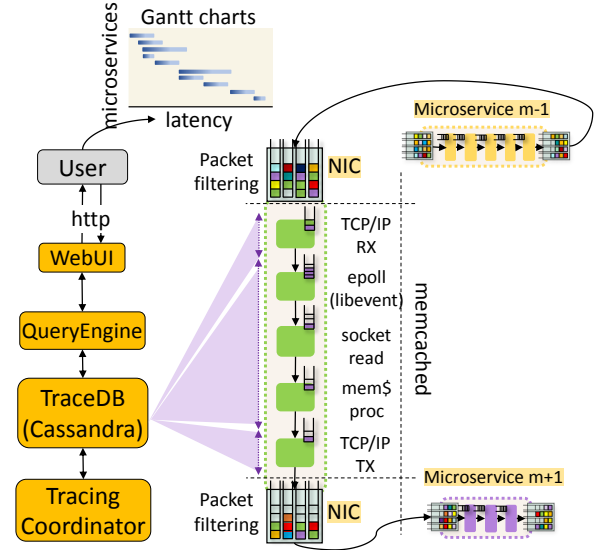 Gantt charts
microservices
latency
User
http
WebUI
QueryEngine
TraceDB
(Cassandra)
Tracing
Coordinator
Packet
filtering
NIC
TCP/IP
RX
epoll
(libevent)
socket
read
mem$
proc
TCP/IP
TX
Packet
filtering
NIC
memcached
Microservice m-1
Microservice m+1